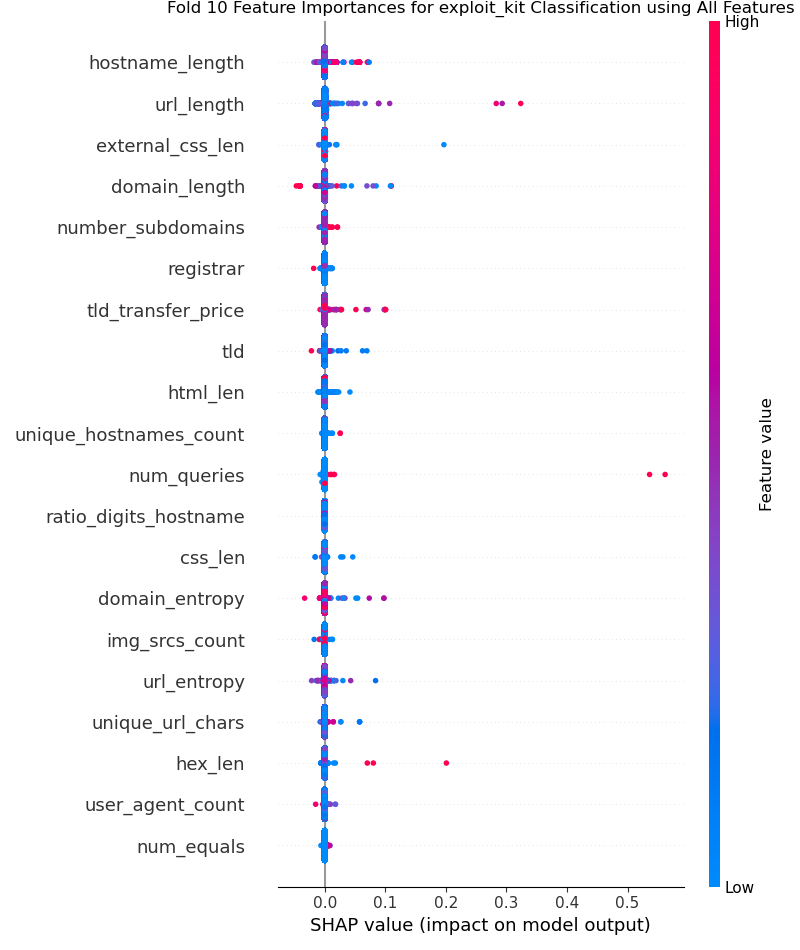 Fold 10 Feature Importances for exploit_kit Classification using All Features
High
hostname_length
url_length
external_css_len
domain_length
number_subdomains
registrar
tld_transfer_price
tld
html_len
unique_hostnames_count
num_queries
ratio_digits_hostname
css_len
domain_entropy
img_srcs_count
url_entropy
unique_url_chars
hex_len
user_agent_count
num_equals
Feature value
Low
0.0 0.1 0.2 0.3 0.4 0.5
SHAP value (impact on model output)